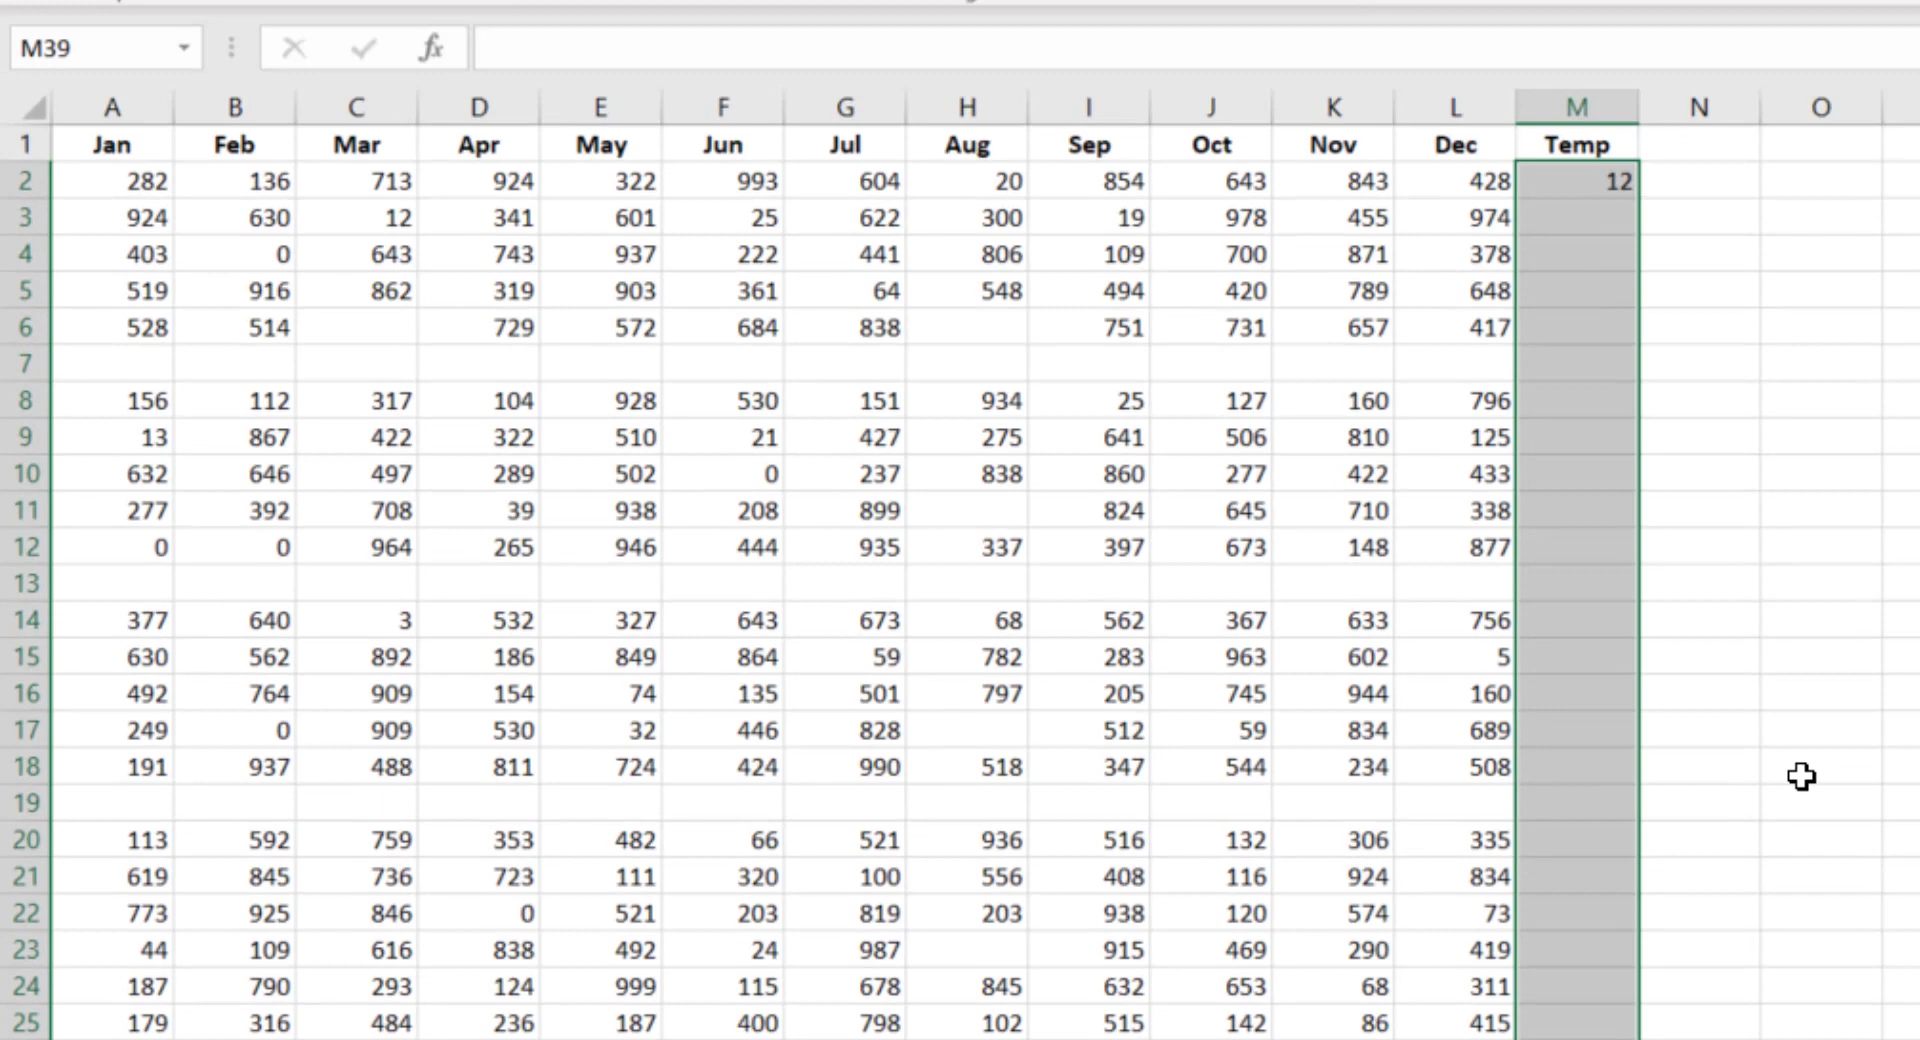 M39 fx
A B C D E F G H I J K L M N O
1 Jan Feb Mar Apr May Jun Jul Aug Sep Oct Nov Dec Temp
2 282 136 713 924 322 993 604 20 854 643 843 428 12
3 924 630 12 341 601 25 622 300 19 978 455 974
4 403 0 643 743 937 222 441 806 109 700 871 378
5 519 916 862 319 903 361 64 548 494 420 789 648
6 528 514 729 572 684 838 751 731 657 417
7
8 156 112 317 104 928 530 151 934 25 127 160 796
9 13 867 422 322 510 21 427 275 641 506 810 125
10 632 646 497 289 502 0 237 838 860 277 422 433
11 277 392 708 39 938 208 899 824 645 710 338
12 0 0 964 265 946 444 935 337 397 673 148 877
13
14 377 640 3 532 327 643 673 68 562 367 633 756
15 630 562 892 186 849 864 59 782 283 963 602 5
16 492 764 909 154 74 135 501 797 205 745 944 160
17 249 0 909 530 32 446 828 512 59 834 689
18 191 937 488 811 724 424 990 518 347 544 234 508
19
20 113 592 759 353 482 66 521 936 516 132 306 335
21 619 845 736 723 111 320 100 556 408 116 924 834
22 773 925 846 0 521 203 819 203 938 120 574 73
23 44 109 616 838 492 24 987 915 469 290 419
24 187 790 293 124 999 115 678 845 632 653 68 311
25 179 316 484 236 187 400 798 102 515 142 86 415